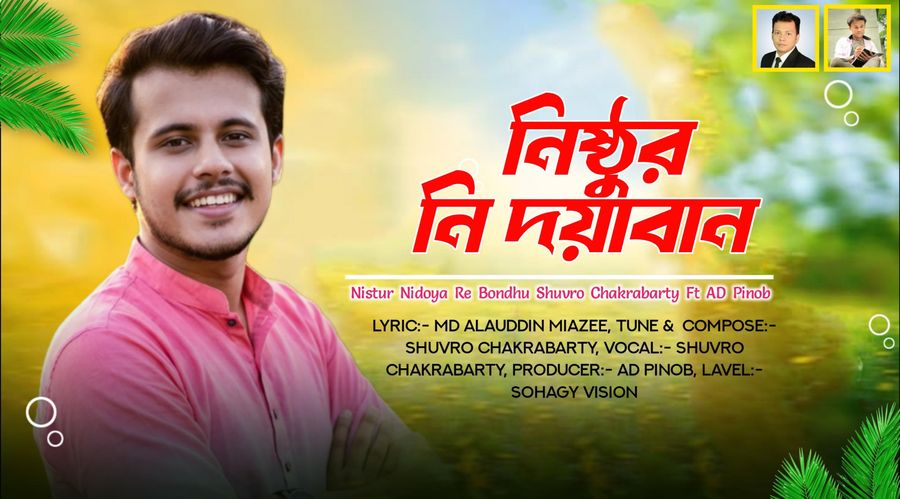 নিষ্ঠুর
নি দয়াবান
Nistur Nidoya Re Bondhu Shuvro Chakrabarty Ft AD Pinob
LYRIC:- MD ALAUDDIN MIAZEE, TUNE & COMPOSE:-
SHUVRO CHAKRABARTY, VOCAL:- SHUVRO
CHAKRABARTY, PRODUCER:- AD PINOB, LAVEL:-
SOHAGY VISION